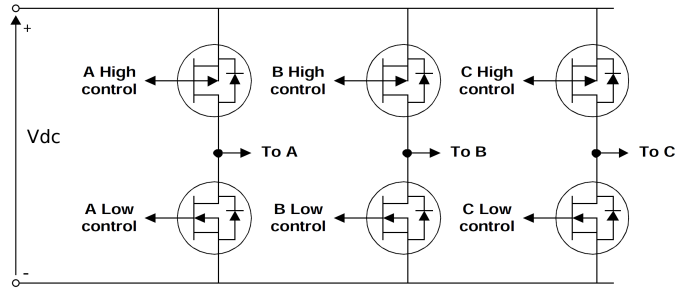 +
A High
control
B High
control
C High
control
Vdc
To A
To B
To C
A Low
control
B Low
control
C Low
control
-